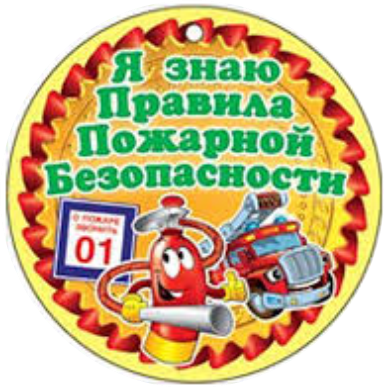 Я знаю
Правила
Пожарной
Безопасности
О ПОЖАРЕ
ЗВОНИТЬ
01